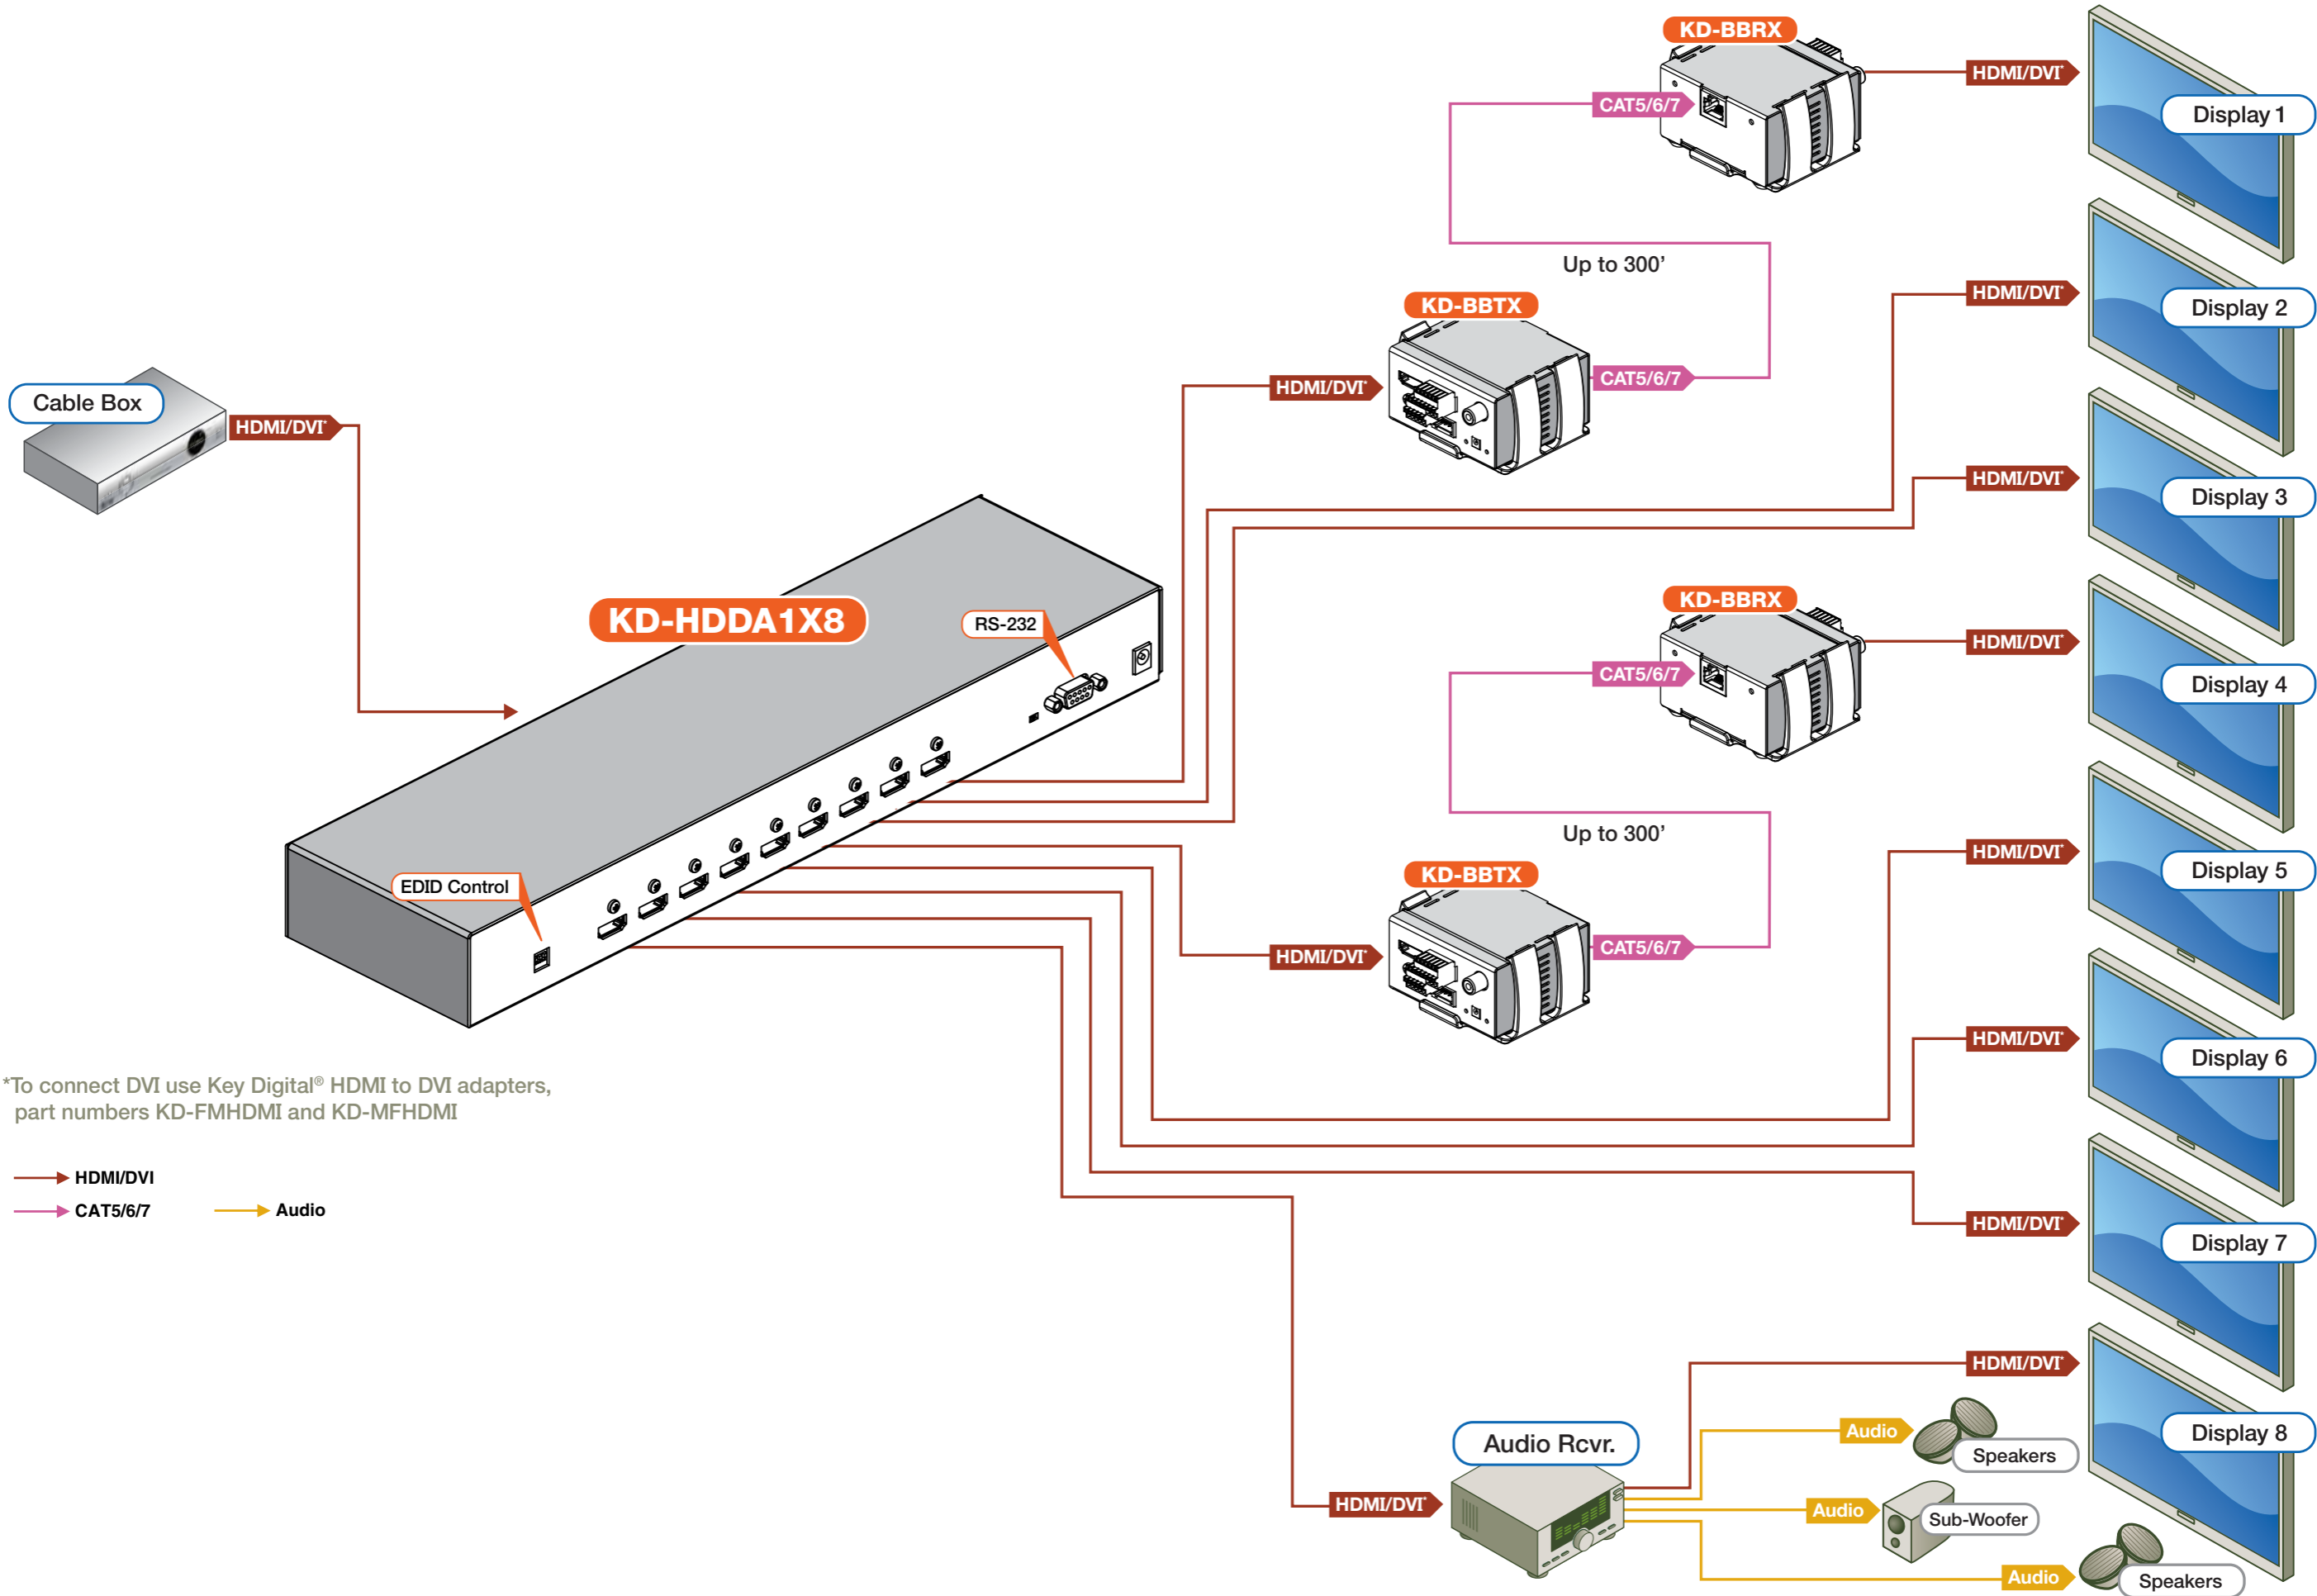 KD-BBRX
HDMI/DVI*
CAT5/6/7
Display 1
Up to 300’
HDMI/DVI*
Display 2
KD-BBTX
HDMI/DVI*
CAT5/6/7
Cable Box
HDMI/DVI*
HDMI/DVI*
Display 3
KD-HDDA1X8
RS-232
KD-BBRX
HDMI/DVI*
CAT5/6/7
Display 4
Up to 300’
HDMI/DVI*
Display 5
KD-BBTX
EDID Control
HDMI/DVI*
CAT5/6/7
HDMI/DVI*
Display 6
*To connect DVI use Key Digital® HDMI to DVI adapters,
part numbers KD-FMHDMI and KD-MFHDMI
HDMI/DVI
CAT5/6/7
Audio
HDMI/DVI*
Display 7
HDMI/DVI*
Display 8
Audio Rcvr.
Audio
Speakers
HDMI/DVI*
Audio
Sub-Woofer
Audio
Speakers